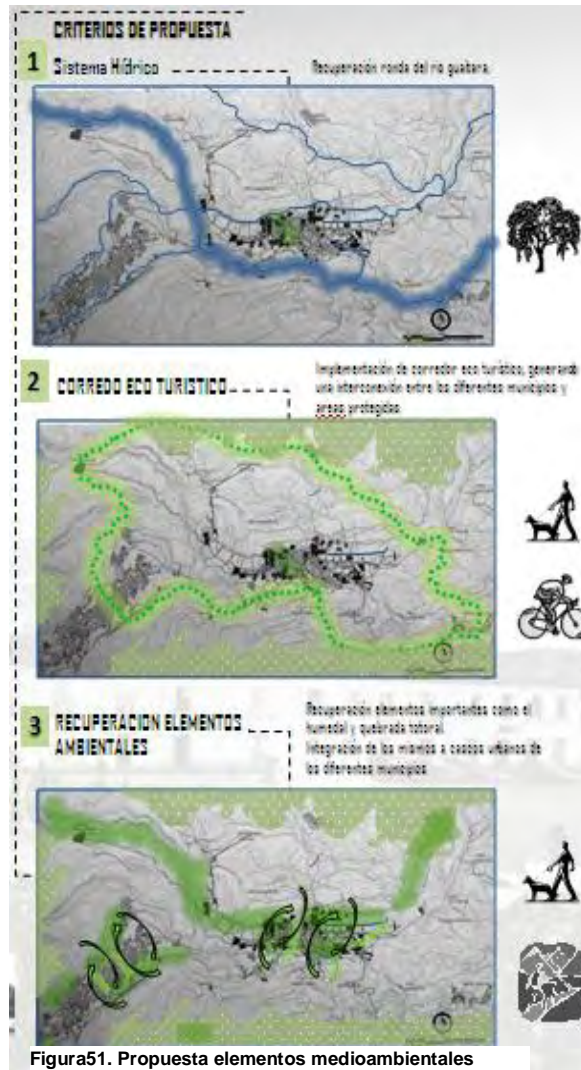 CRITERIOS DE PROPUESTA
1 Sistema Hídrico
Recuperación ronda del rio guaitara.
2 CORREDO ECO TURISTICO
Implementación de corredor eco turístico, generando
una interconexión entre los diferentes municipios y
areas protegidas.
3 RECUPERACION ELEMENTOS
AMBIENTALES
Recuperación elementos importantes como el
humedal y quebrada totoral.
Integración de los mismos a cascos urbanos de
los diferentes municipios
Figura51. Propuesta elementos medioambientales